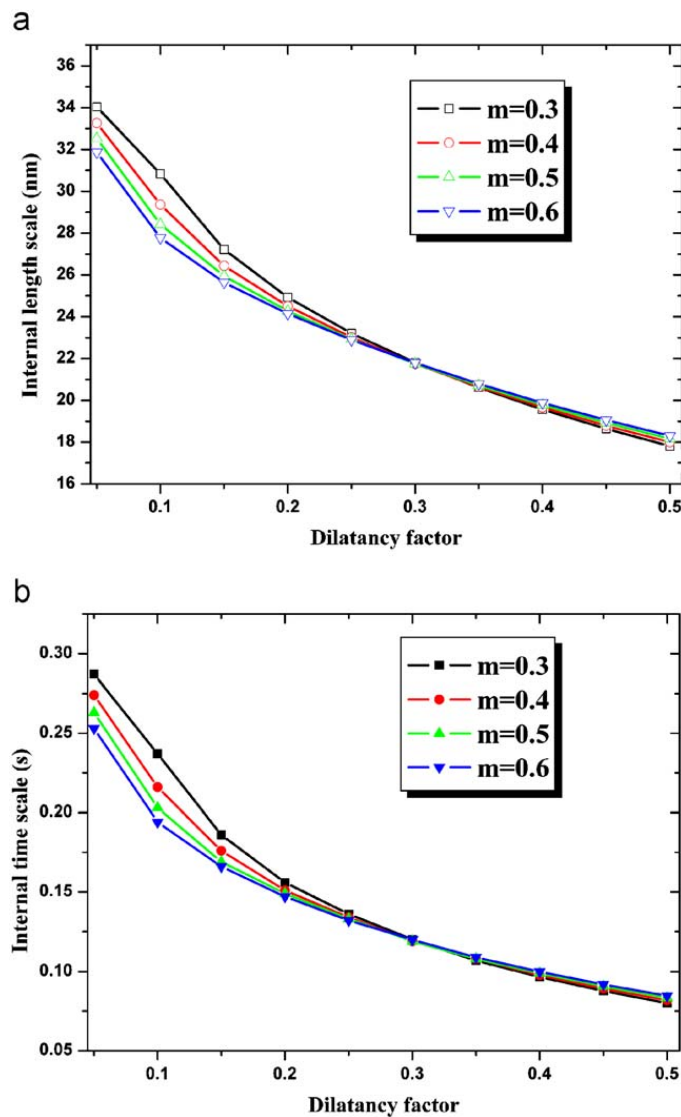 a
36
34
32
30
28
26
24
22
20
18
16
Internal length scale (nm)
m=0.3
m=0.4
m=0.5
m=0.6
0.1
0.2
0.3
0.4
0.5
Dilatancy factor
b
0.30
0.25
0.20
0.15
0.10
0.05
Internal time scale (s)
m=0.3
m=0.4
m=0.5
m=0.6
0.1
0.2
0.3
0.4
0.5
Dilatancy factor